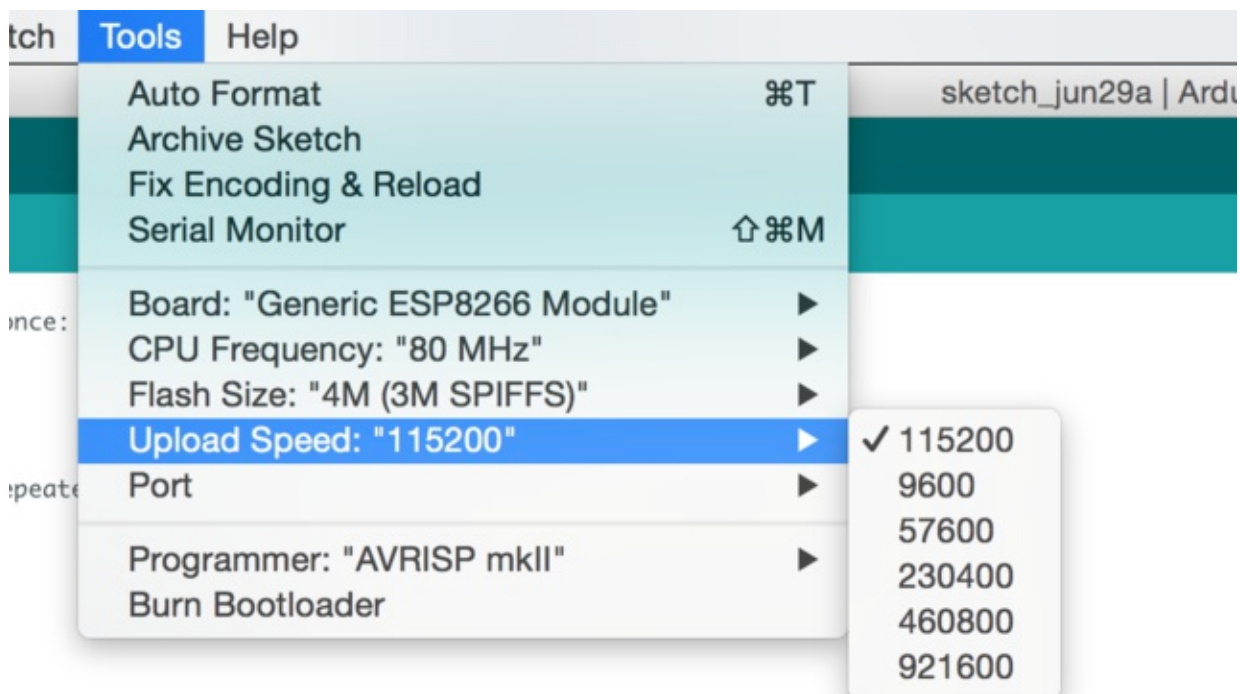 tch Tools Help
sketch_jun29a | Ardu
Auto Format ⌘T
Archive Sketch
Fix Encoding & Reload
Serial Monitor ⇧⌘M
once:
Board: "Generic ESP8266 Module" ▶
CPU Frequency: "80 MHz" ▶
Flash Size: "4M (3M SPIFFS)" ▶
Upload Speed: "115200" ▶
epeate
Port ▶
Programmer: "AVRISP mkII" ▶
Burn Bootloader
✓ 115200
9600
57600
230400
460800
921600